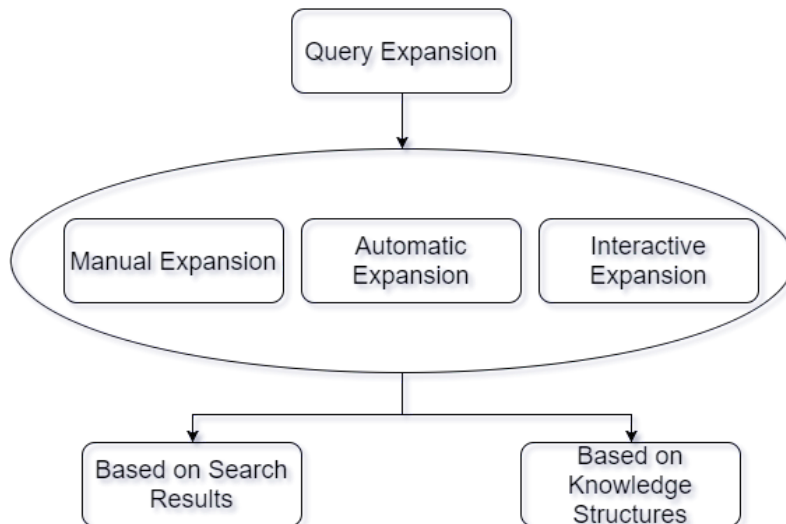 Query Expansion
Manual Expansion
Automatic
Expansion
Interactive
Expansion
Based on Search
Results
Based on
Knowledge
Structures